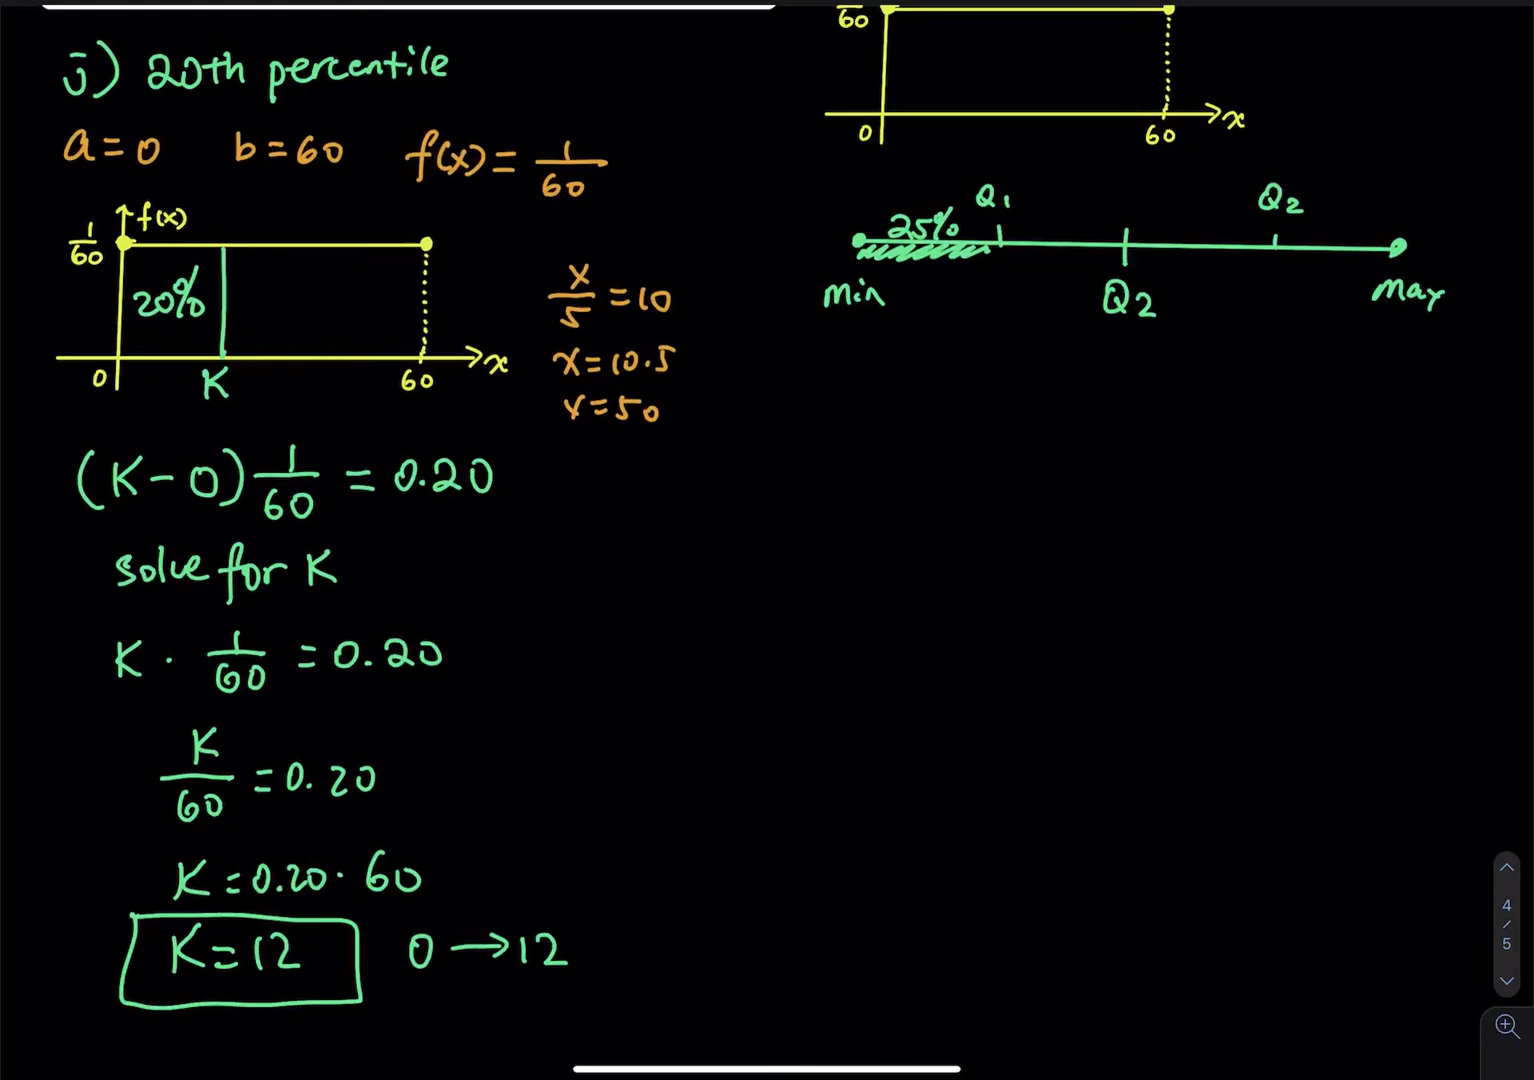 j) 20th percentile
a = 0 b = 60 f(x) = 1/60
f(x)
1/60
20%
0 K 60 x
x/5 = 10
x = 10.5
x = 50
(K - 0) 1/60 = 0.20
solve for K
K · 1/60 = 0.20
K/60 = 0.20
K = 0.20 · 60
K = 12 0 → 12
60
0 60 x
Q1 Q2
25%
Min Q2 Max
4
/
5